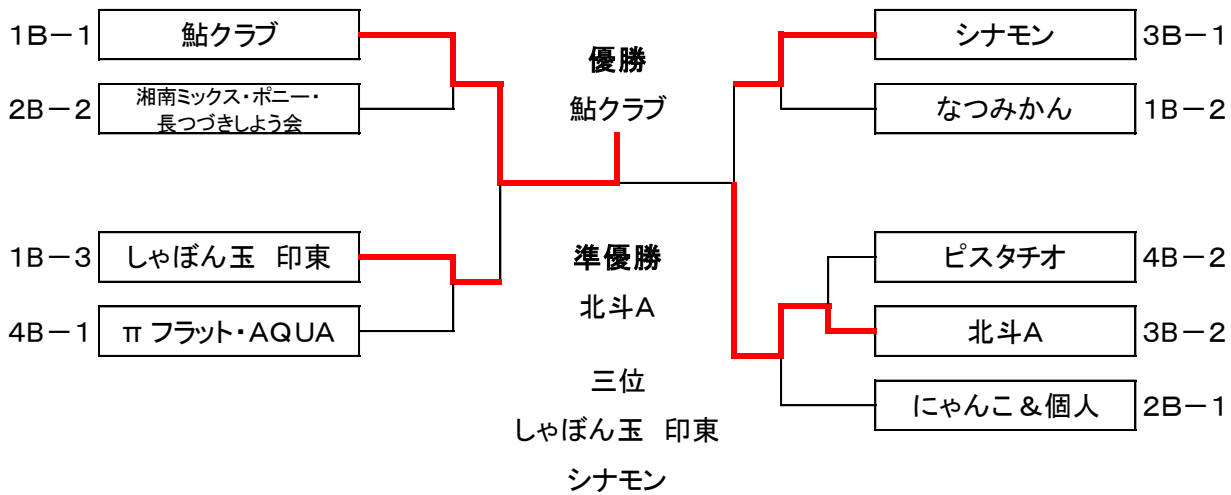 1B－1
鮎クラブ
2B－2
湘南ミックス・ポニー・
長つづきしよう会
1B－3
しゃぼん玉　印東
4B－1
π フラット・AQUA
優勝
鮎クラブ
準優勝
北斗A
三位
しゃぼん玉　印東
シナモン
シナモン
3B－1
なつみかん
1B－2
ピスタチオ
4B－2
北斗A
3B－2
にゃんこ＆個人
2B－1